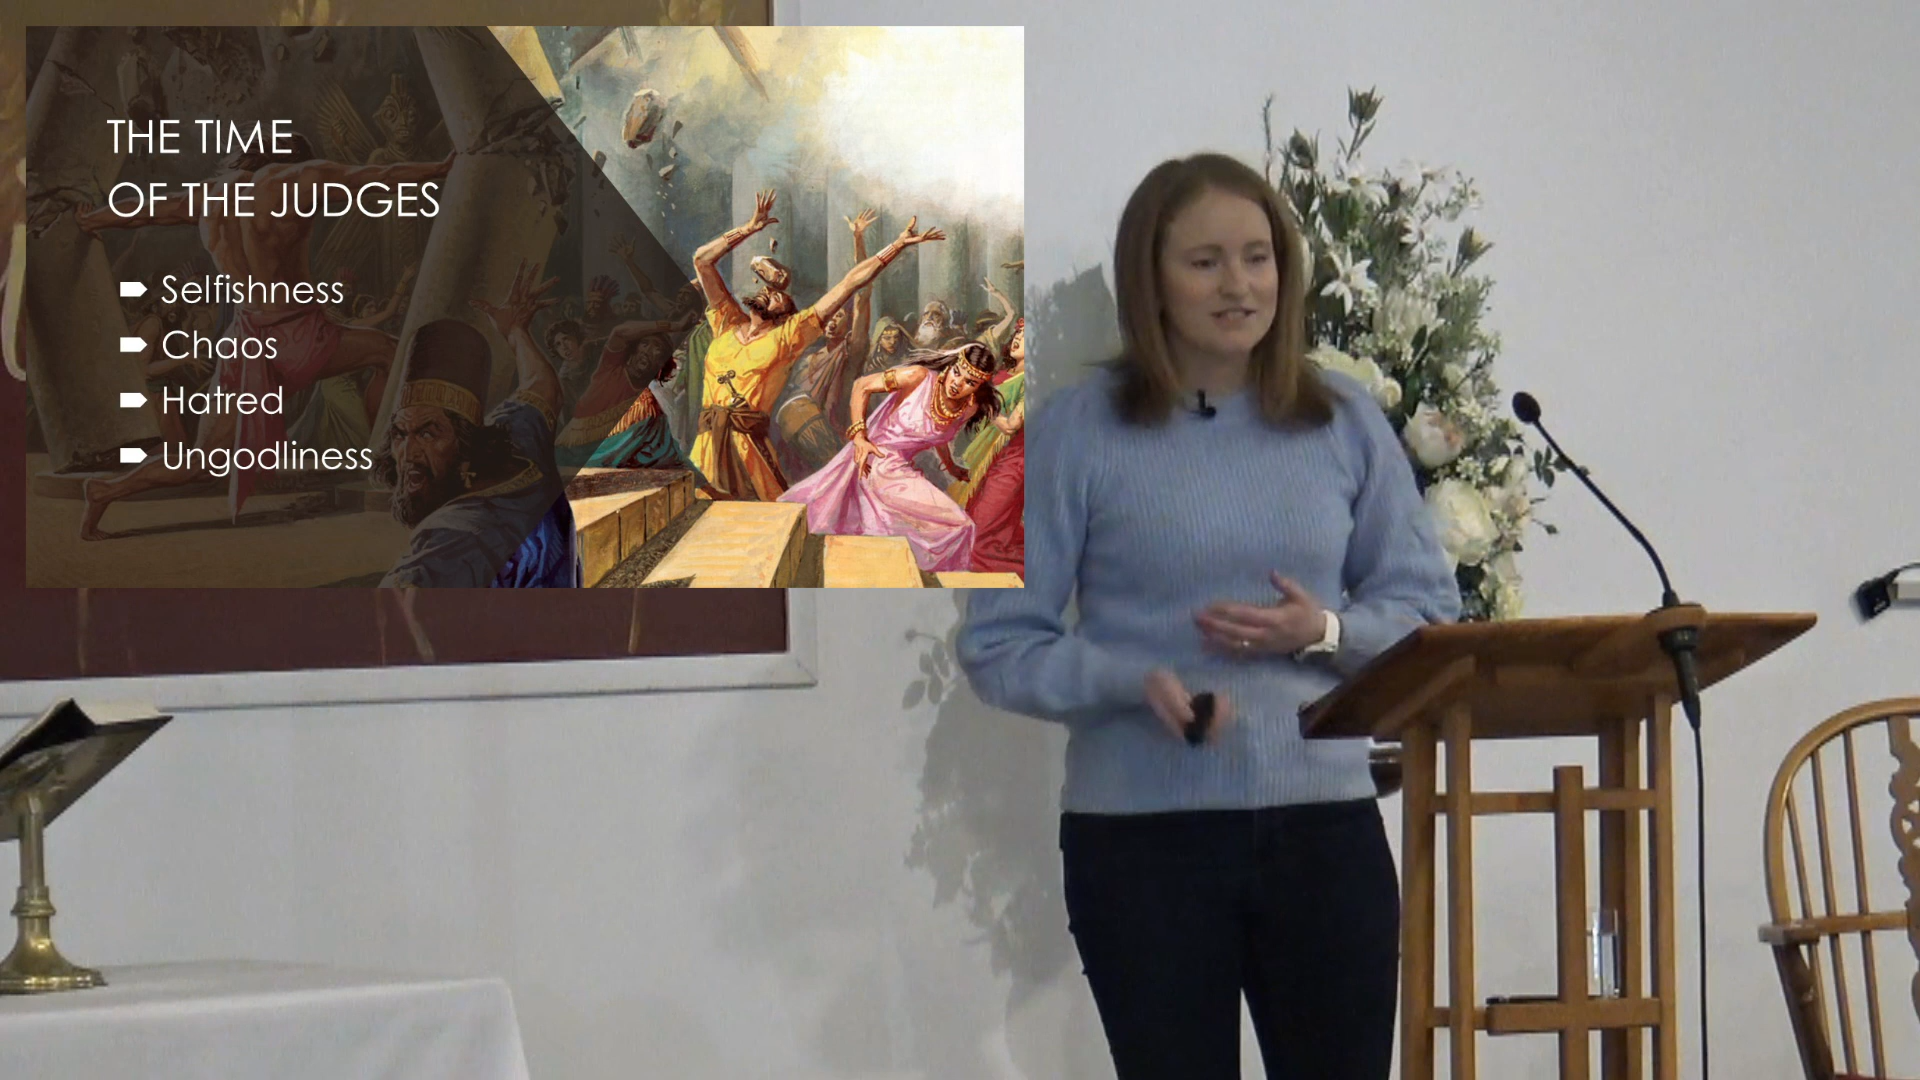 THE TIME
OF THE JUDGES
Selfishness
Chaos
Hatred
Ungodliness